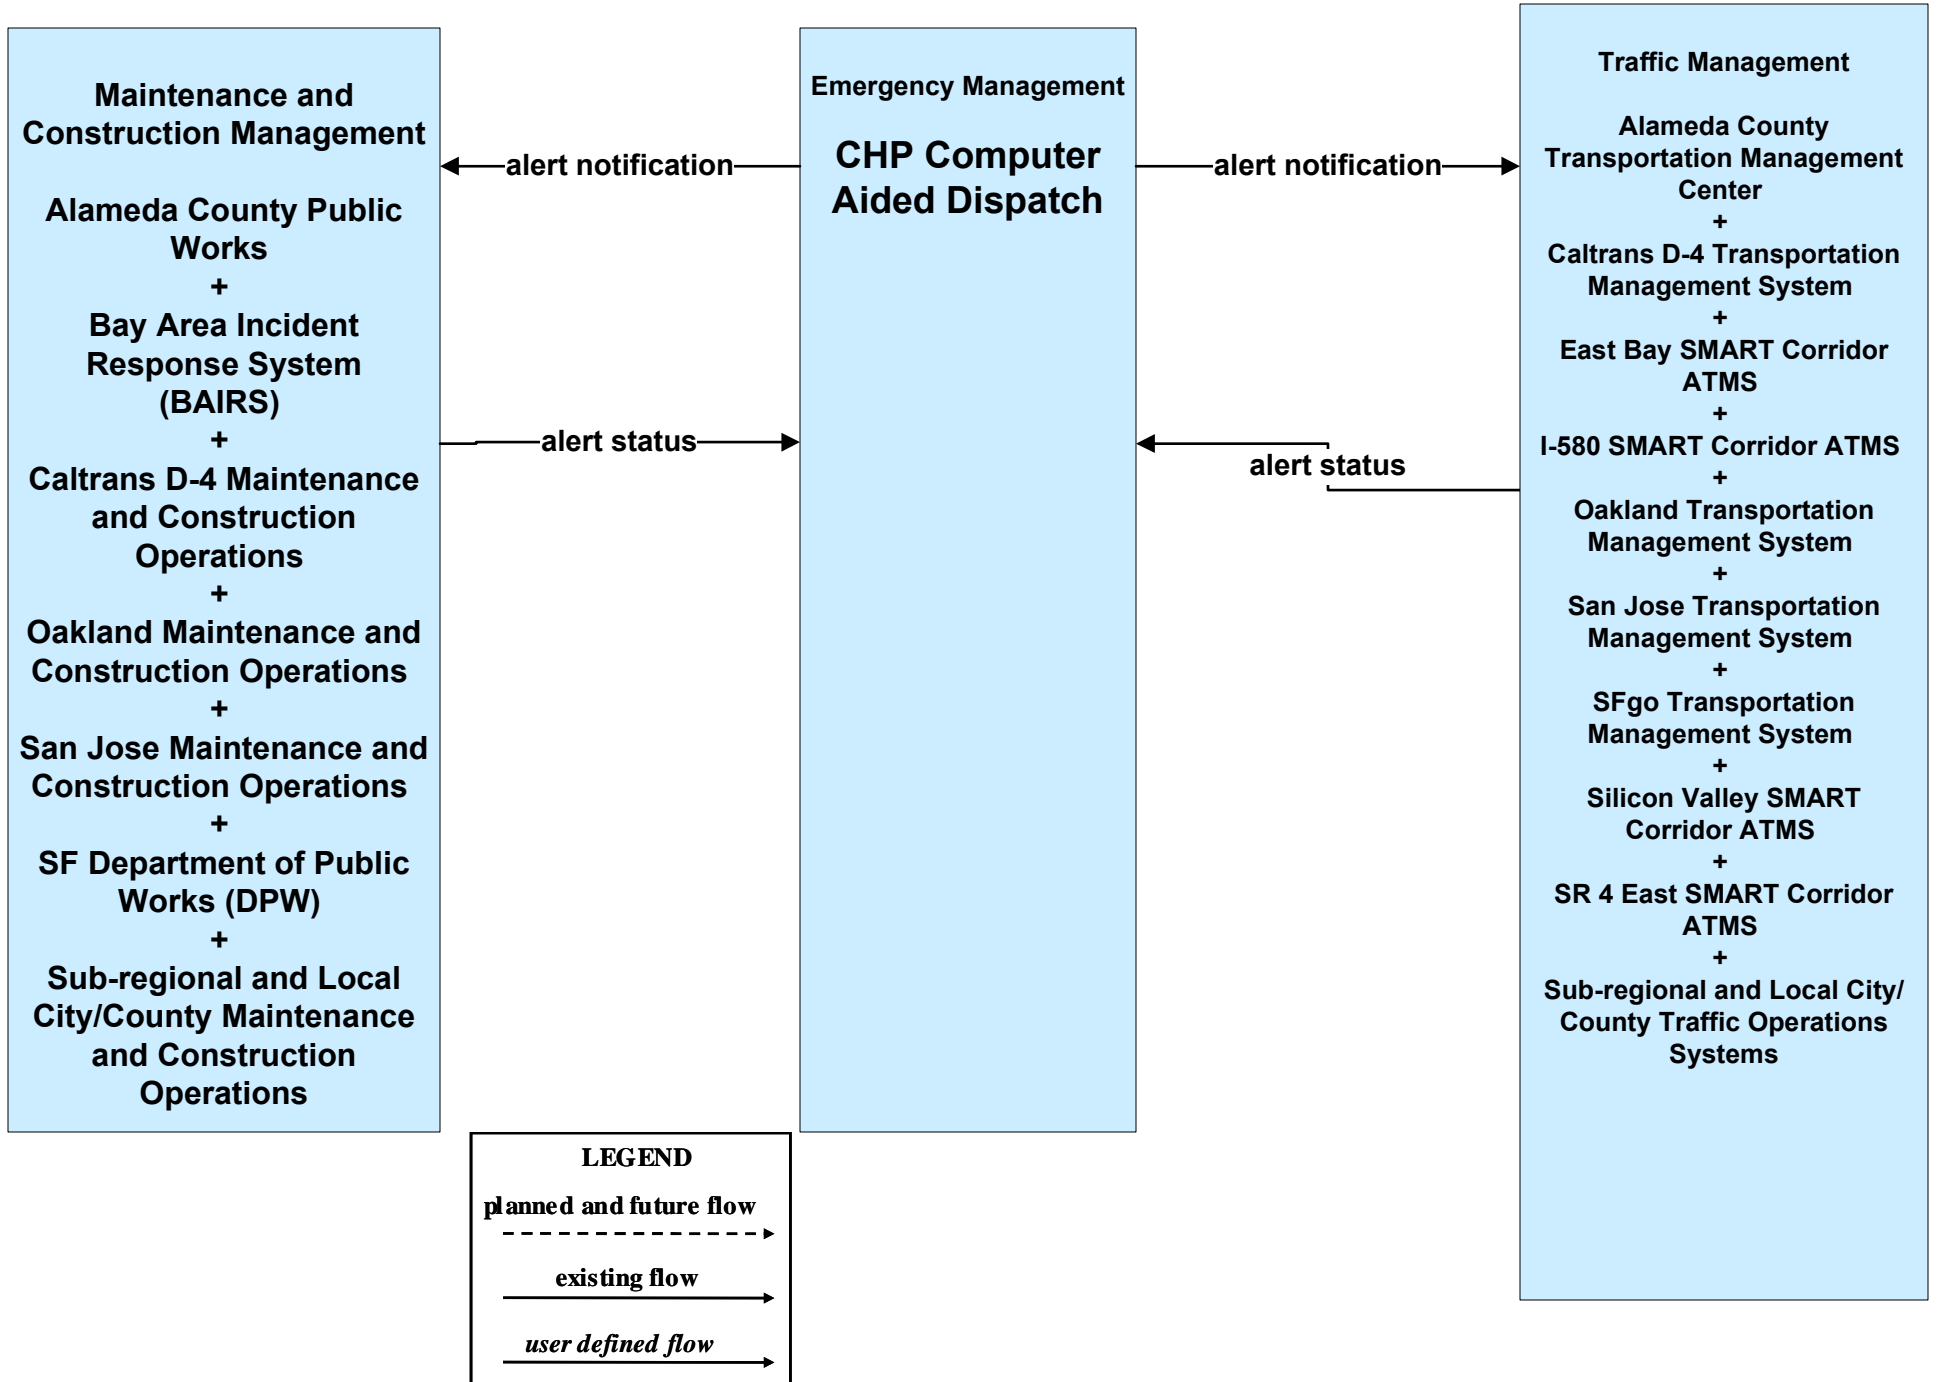 Maintenance and
Construction Management
Alameda County Public
Works
+
Bay Area Incident
Response System
(BAIRS)
+
Caltrans D-4 Maintenance
and Construction
Operations
+
Oakland Maintenance and
Construction Operations
+
San Jose Maintenance and
Construction Operations
+
SF Department of Public
Works (DPW)
+
Sub-regional and Local
City/County Maintenance
and Construction
Operations
alert notification
alert status
Emergency Management
CHP Computer
Aided Dispatch
alert notification
alert status
Traffic Management
Alameda County
Transportation Management
Center
+
Caltrans D-4 Transportation
Management System
+
East Bay SMART Corridor
ATMS
+
I-580 SMART Corridor ATMS
+
Oakland Transportation
Management System
+
San Jose Transportation
Management System
+
SFgo Transportation
Management System
+
Silicon Valley SMART
Corridor ATMS
+
SR 4 East SMART Corridor
ATMS
+
Sub-regional and Local City/
County Traffic Operations
Systems
LEGEND
planned and future flow
existing flow
user defined flow